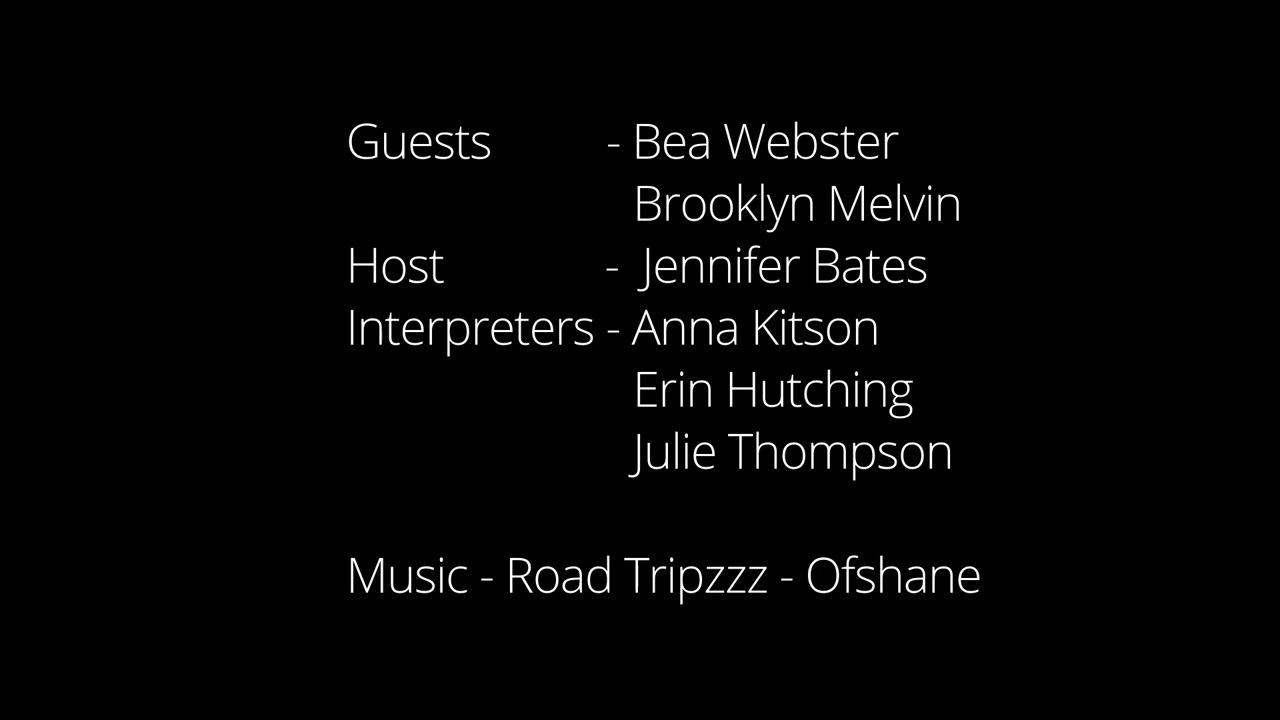 Guests - Bea Webster
Brooklyn Melvin
Host - Jennifer Bates
Interpreters - Anna Kitson
Erin Hutching
Julie Thompson
Music - Road Tripzzz - Ofshane